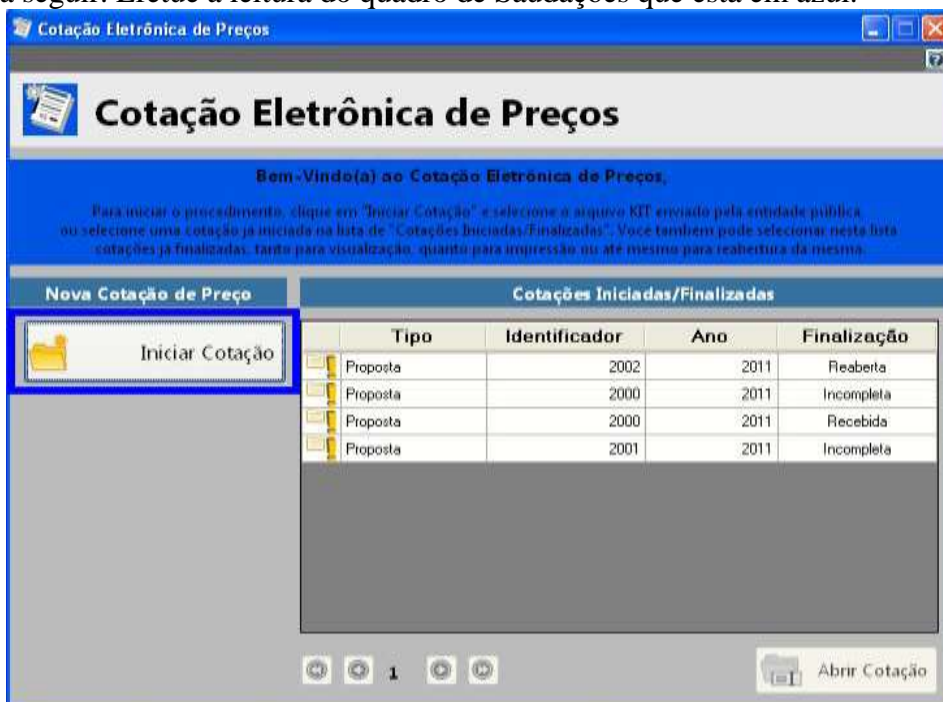 a seguir. Efetue a leitura do quadro de Saudações que está em azul.
Cotação Eletrônica de Preços
Cotação Eletrônica de Preços
Bem-Vindo(a) ao Cotação Eletrônica de Preços,
Para iniciar o procedimento, clique em "Iniciar Cotação" e selecione o arquivo KIT enviado pela entidade pública,
ou selecione uma cotação ja iniciada na lista de "Cotações Iniciadas/Finalizadas". Voce tambem pode selecionar nesta lista
cotações já finalizadas, tanto para visualização, quanto para impressão ou até mesmo para reabertura da mesma.
Nova Cotação de Preço
Cotações Iniciadas/Finalizadas
Iniciar Cotação
Tipo Identificador Ano Finalização
Proposta 2002 2011 Reaberta
Proposta 2000 2011 Incompleta
Proposta 2000 2011 Recebida
Proposta 2001 2011 Incompleta
1
Abrir Cotação